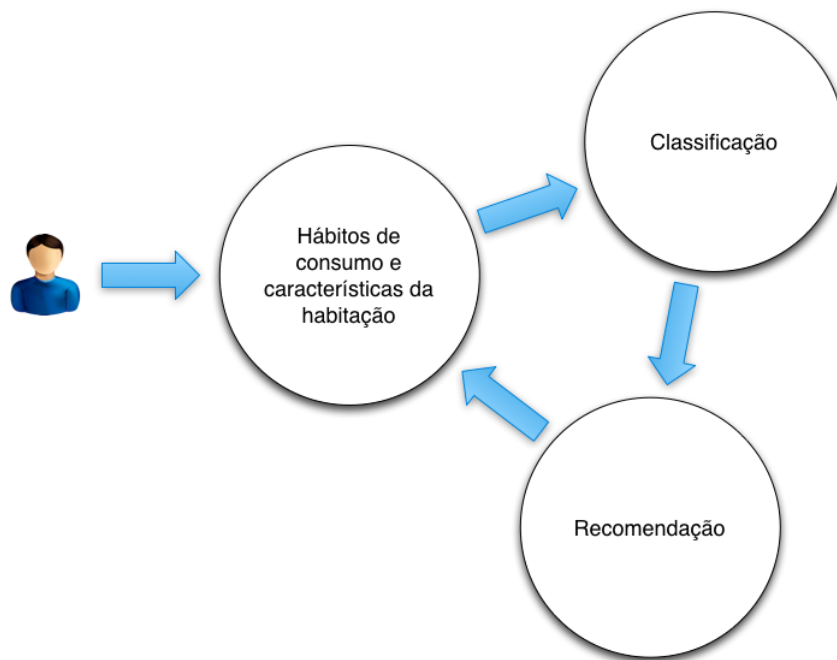 Classificação
Hábitos de
consumo e
características da
habitação
Recomendação